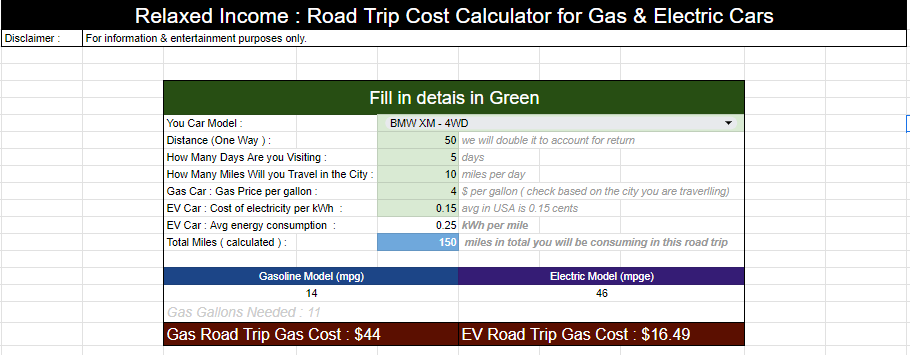 Relaxed Income : Road Trip Cost Calculator for Gas & Electric Cars
Disclaimer : For information & entertainment purposes only.
Fill in detais in Green
You Car Model : BMW XM - 4WD
Distance (One Way ) : 50 we will double it to account for return
How Many Days Are you Visiting : 5 days
How Many Miles Will you Travel in the City : 10 miles per day
Gas Car : Gas Price per gallon : 4 $ per gallon ( check based on the city you are traverlling)
EV Car : Cost of electricity per kWh : 0.15 avg in USA is 0.15 cents
EV Car : Avg energy consumption : 0.25 kWh per mile
Total Miles ( calculated ) : 150 miles in total you will be consuming in this road trip
Gasoline Model (mpg) Electric Model (mpge)
14 46
Gas Gallons Needed : 11
Gas Road Trip Gas Cost : $44 EV Road Trip Gas Cost : $16.49